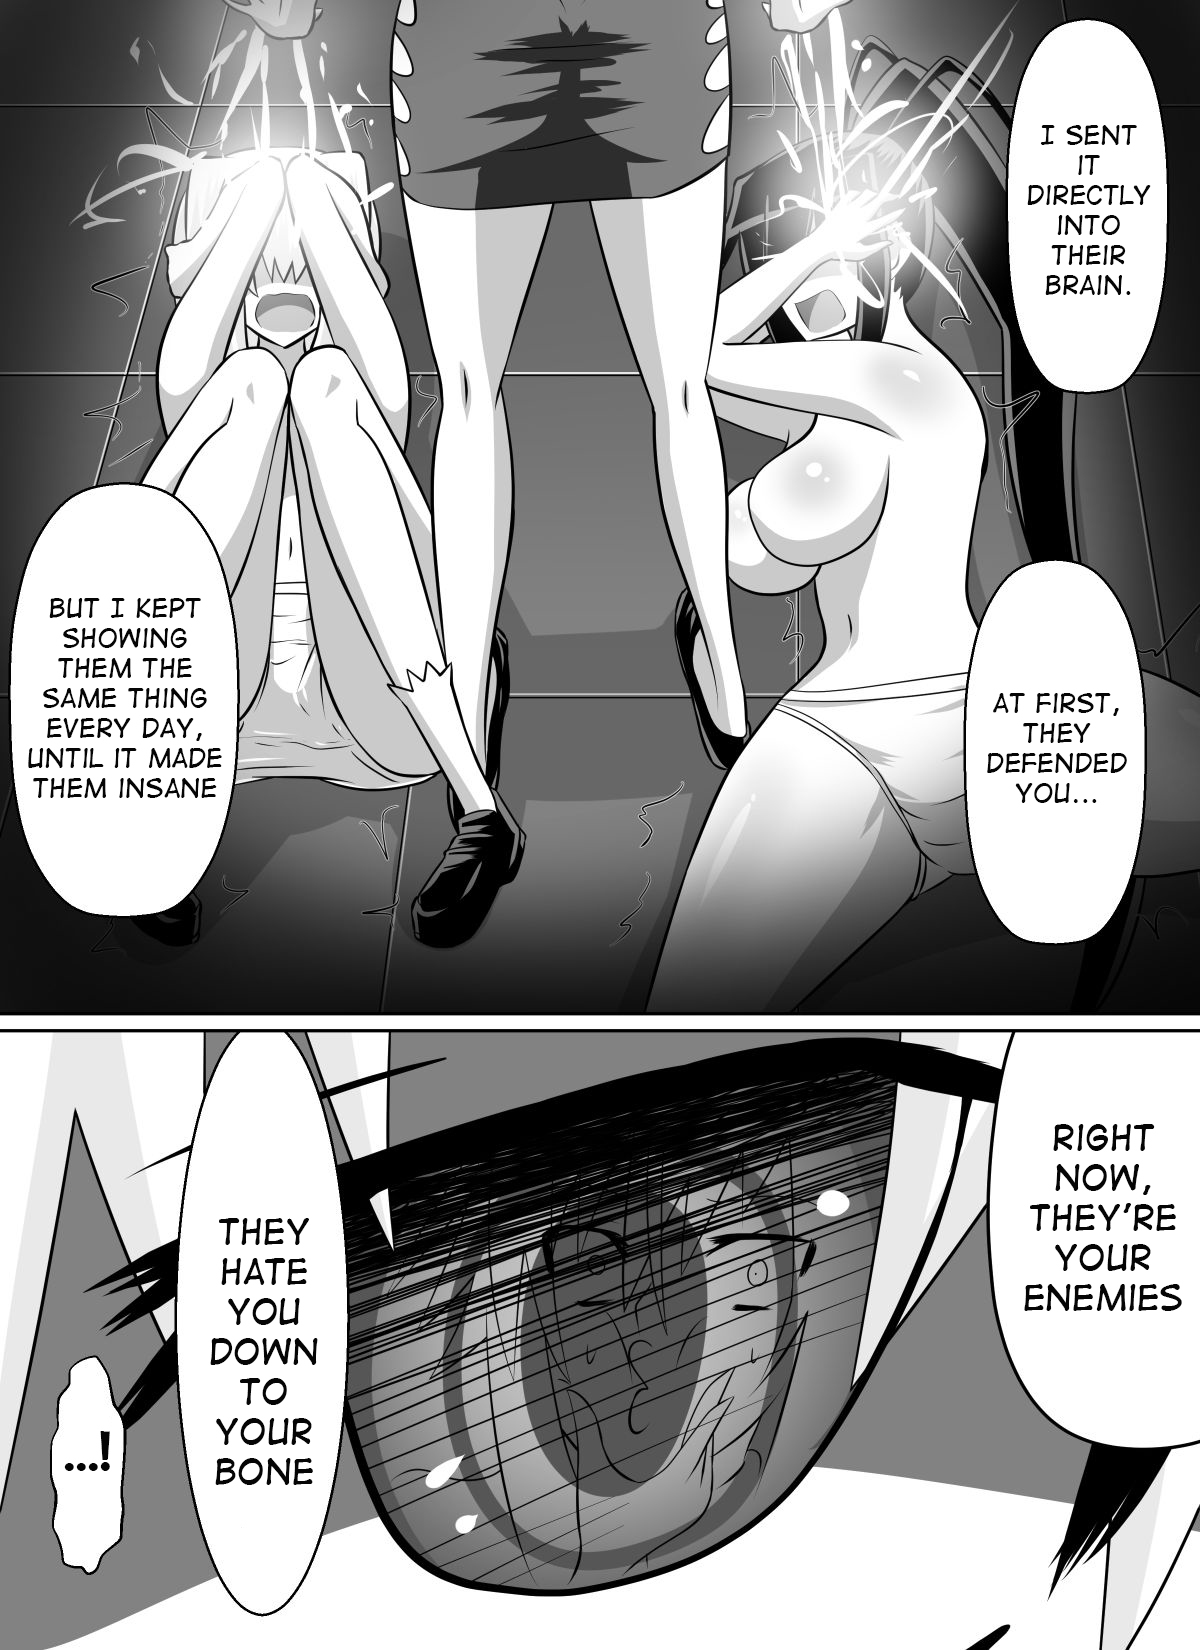 I SENT
IT
DIRECTLY
INTO
THEIR
BRAIN.
AT FIRST,
THEY
DEFENDED
YOU...
BUT I KEPT
SHOWING
THEM THE
SAME THING
EVERY DAY,
UNTIL IT MADE
THEM INSANE
RIGHT
NOW,
THEY'RE
YOUR
ENEMIES
THEY
HATE
YOU
DOWN
TO
YOUR
BONE
...!